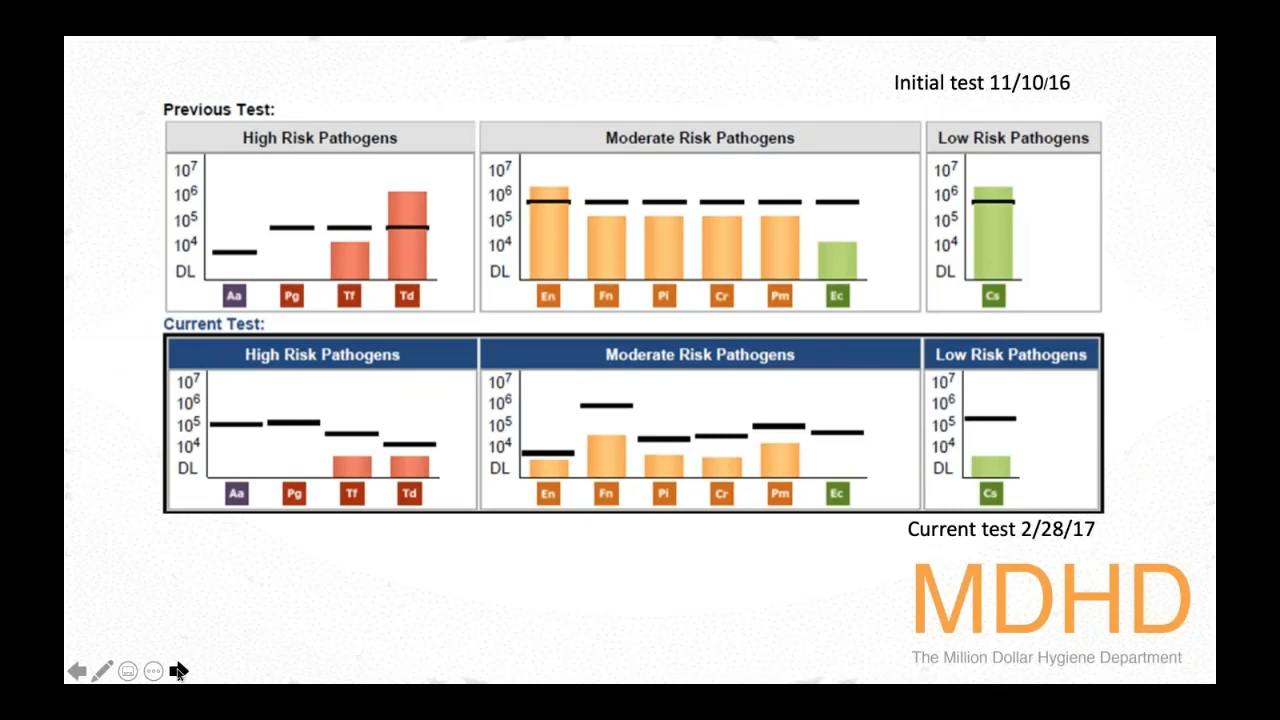 Initial test 11/10/16
Previous Test:
High Risk Pathogens
Moderate Risk Pathogens
Low Risk Pathogens
10⁷ 10⁷ 10⁷
10⁶ 10⁶ 10⁶
10⁵ 10⁵ 10⁵
10⁴ 10⁴ 10⁴
DL DL DL
Aa Pg Tf Td En Fn Pi Cr Pm Ec Cs
Current Test:
High Risk Pathogens
Moderate Risk Pathogens
Low Risk Pathogens
10⁷ 10⁷ 10⁷
10⁶ 10⁶ 10⁶
10⁵ 10⁵ 10⁵
10⁴ 10⁴ 10⁴
DL DL DL
Aa Pg Tf Td En Fn Pi Cr Pm Ec Cs
Current test 2/28/17
MDHD
The Million Dollar Hygiene Department